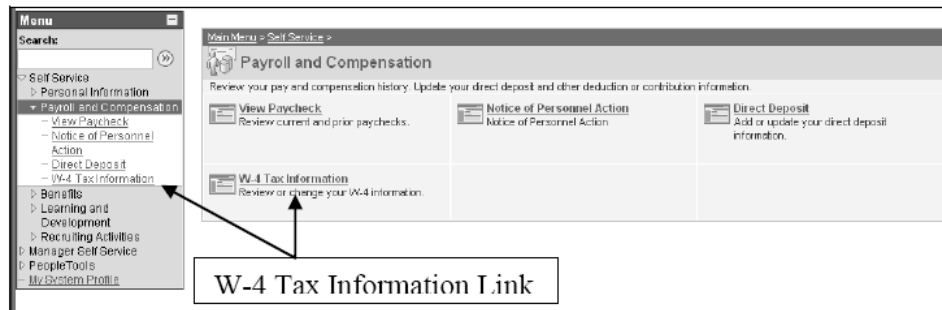 Menu
Search:
Self Service
Personal Information
Payroll and Compensation
– View Paycheck
– Notice of Personnel
Action
– Direct Deposit
– W-4 Tax Information
Benefits
Learning and
Development
Recruiting Activities
Manager Self Service
PeopleTools
– My System Profile
Main Menu > Self Service >
Payroll and Compensation
Review your pay and compensation history. Update your direct deposit and other deduction or contribution information.
View Paycheck
Review current and prior paychecks.
Notice of Personnel Action
Notice of Personnel Action
Direct Deposit
Add or update your direct deposit
information.
W-4 Tax Information
Review or change your W-4 information.
W-4 Tax Information Link